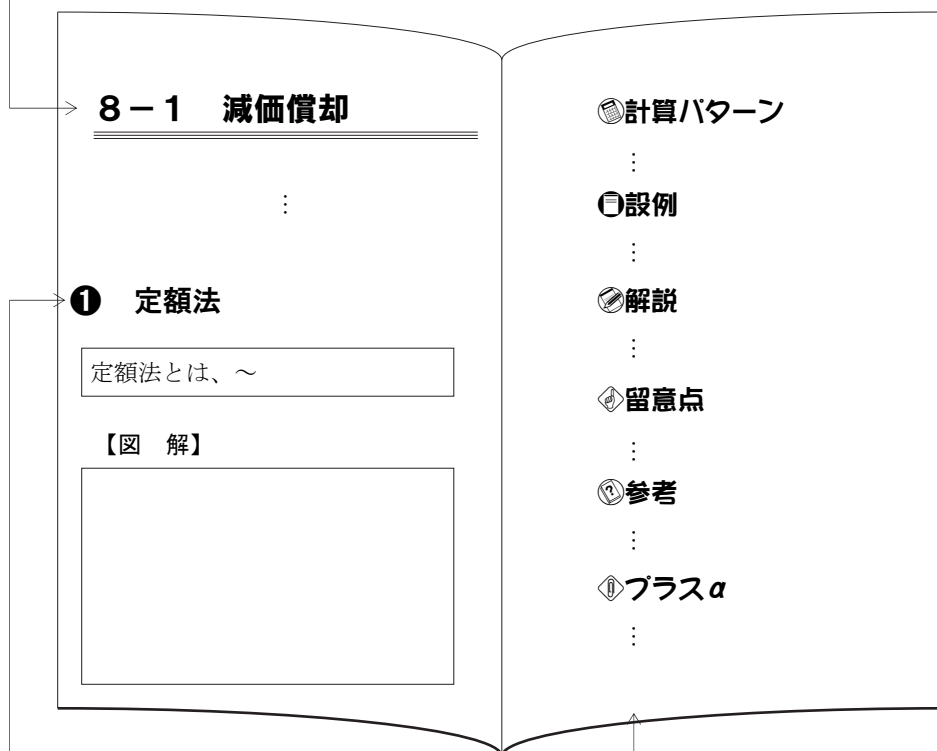 ８－１　減価償却
⋮
❶　定額法
定額法とは、～
【図　解】
計算パターン
⋮
設例
⋮
解説
⋮
留意点
⋮
参考
⋮
プラスα
⋮